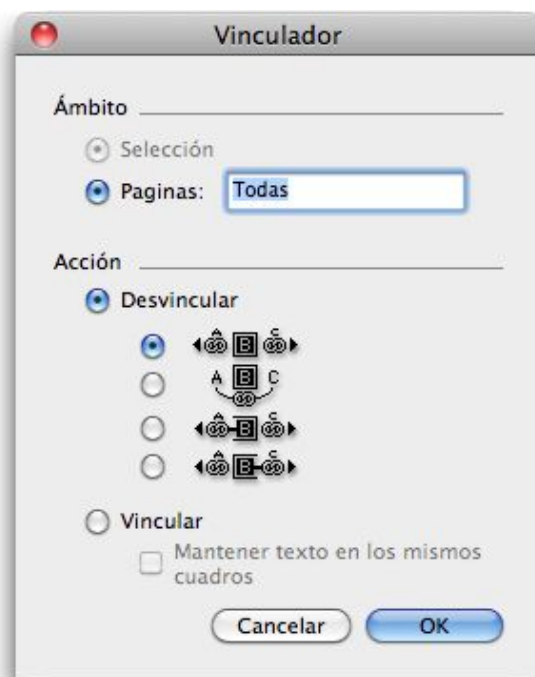 Vinculador
Ámbito
Selección
Paginas: Todas
Acción
Desvincular
A B C
A B C
A B C
A B C
Vincular
Mantener texto en los mismos
cuadros
Cancelar OK